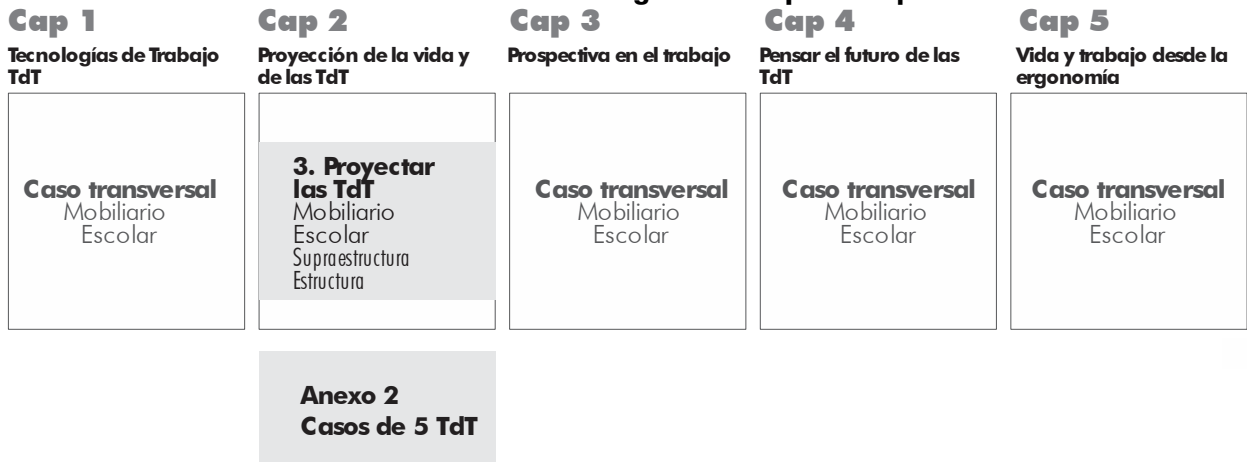 Cap 1
Tecnologías de Trabajo
TdT
Caso transversal
Mobiliario
Escolar
Cap 2
Proyección de la vida y
de las TdT
3. Proyectar
las TdT
Mobiliario
Escolar
Supraestructura
Estructura
Anexo 2
Casos de 5 TdT
Cap 3
Prospectiva en el trabajo
Caso transversal
Mobiliario
Escolar
Cap 4
Pensar el futuro de las
TdT
Caso transversal
Mobiliario
Escolar
Cap 5
Vida y trabajo desde la
ergonomía
Caso transversal
Mobiliario
Escolar